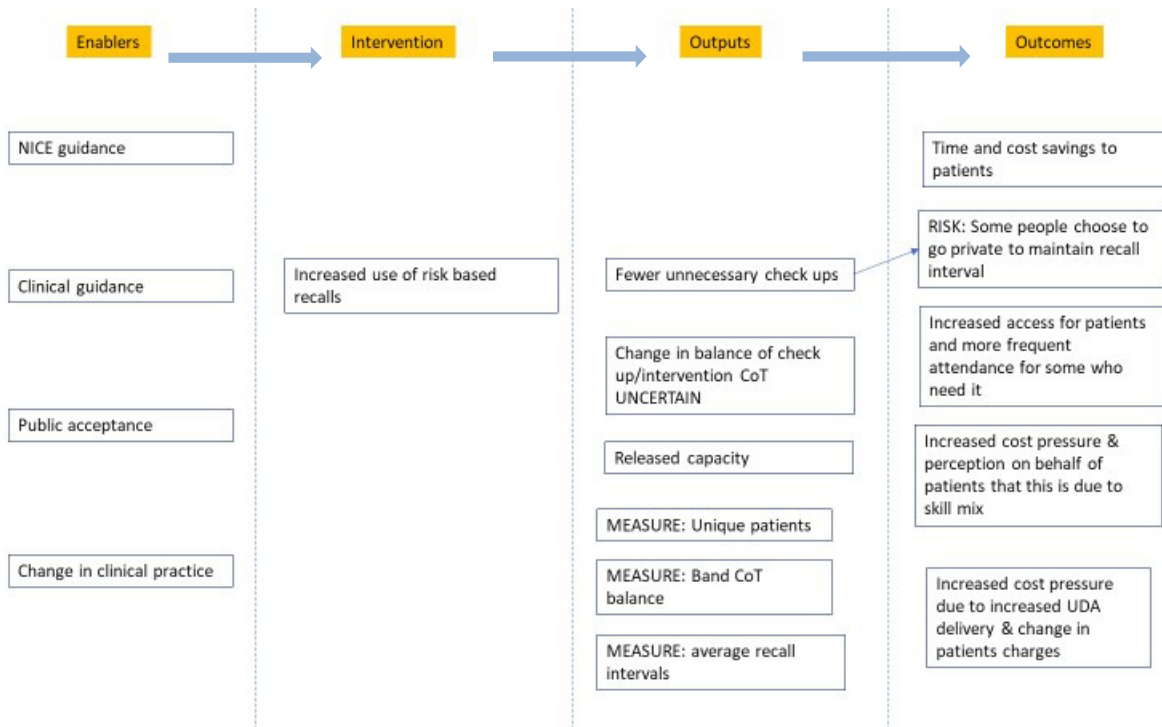 Enablers
Intervention
Outputs
Outcomes
NICE guidance
Clinical guidance
Public acceptance
Change in clinical practice
Increased use of risk based
recalls
Fewer unnecessary check ups
Change in balance of check
up/intervention CoT
UNCERTAIN
Released capacity
MEASURE: Unique patients
MEASURE: Band CoT
balance
MEASURE: average recall
intervals
Time and cost savings to
patients
RISK: Some people choose to
go private to maintain recall
interval
Increased access for patients
and more frequent
attendance for some who
need it
Increased cost pressure &
perception on behalf of
patients that this is due to
skill mix
Increased cost pressure
due to increased UDA
delivery & change in
patients charges